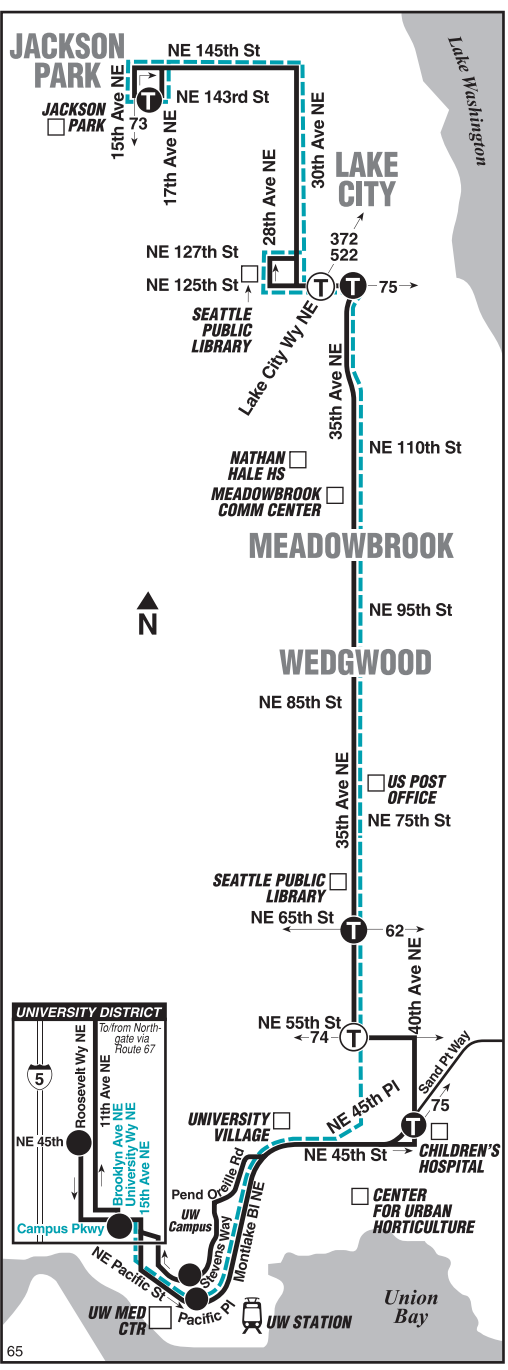 JACKSON
PARK
NE 145th St
15th Ave NE
T
NE 143rd St
JACKSON
PARK
73
17th Ave NE
30th Ave NE
28th Ave NE
Lake Washington
LAKE
CITY
372
522
NE 127th St
NE 125th St
T
T
75
SEATTLE
PUBLIC
LIBRARY
Lake City Wy NE
35th Ave NE
NE 110th St
NATHAN
HALE HS
MEADOWBROOK
COMM CENTER
MEADOWBROOK
N
NE 95th St
WEDGWOOD
NE 85th St
35th Ave NE
US POST
OFFICE
NE 75th St
SEATTLE PUBLIC
LIBRARY
NE 65th St
T
62
40th Ave NE
NE 55th St
74
T
Sand Pt Way
NE 45th Pl
75
T
UNIVERSITY
VILLAGE
NE 45th St
CHILDREN'S
HOSPITAL
CENTER
FOR URBAN
HORTICULTURE
UNIVERSITY DISTRICT
To/from North-
gate via
Route 67
5
Roosevelt Wy NE
11th Ave NE
NE 45th
Brooklyn Ave NE
University Wy NE
15th Ave NE
Campus Pkwy
Pend Oreille Rd
UW
Campus
Stevens Way
Montlake Bl NE
NE Pacific St
Pacific Pl
UW MED
CTR
UW STATION
Union
Bay
65